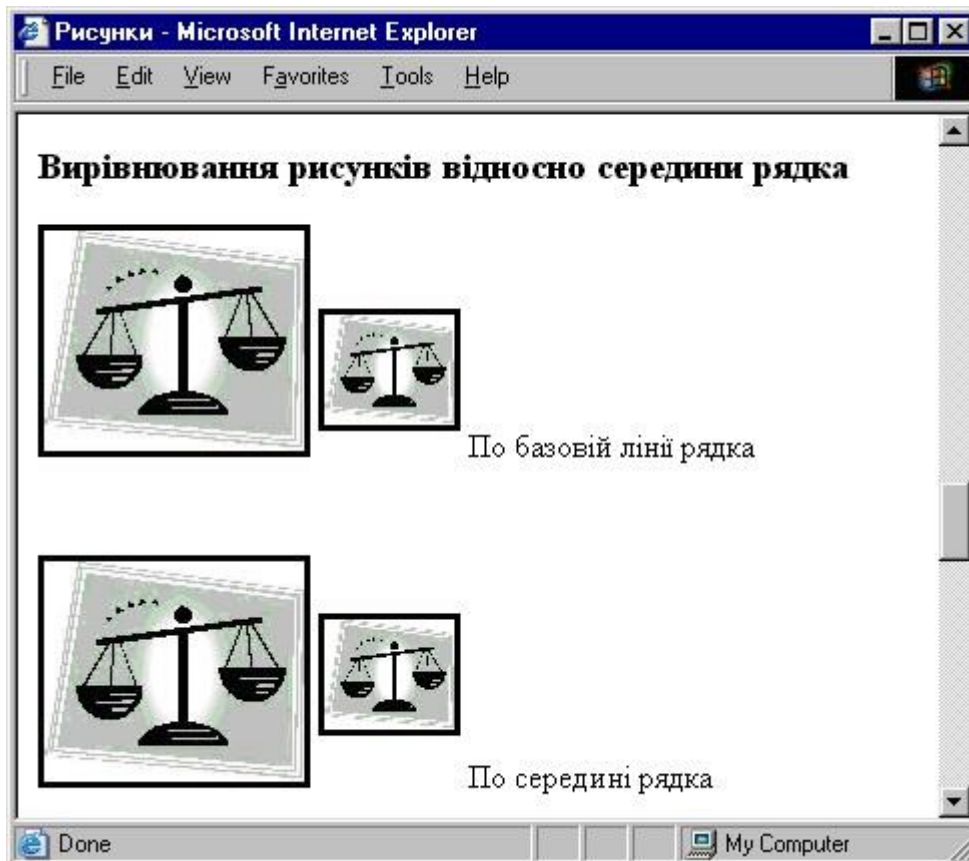 Рисунки - Microsoft Internet Explorer
File Edit View Favorites Tools Help
Вирівнювання рисунків відносно середини рядка
По базовій лінії рядка
По середині рядка
Done My Computer